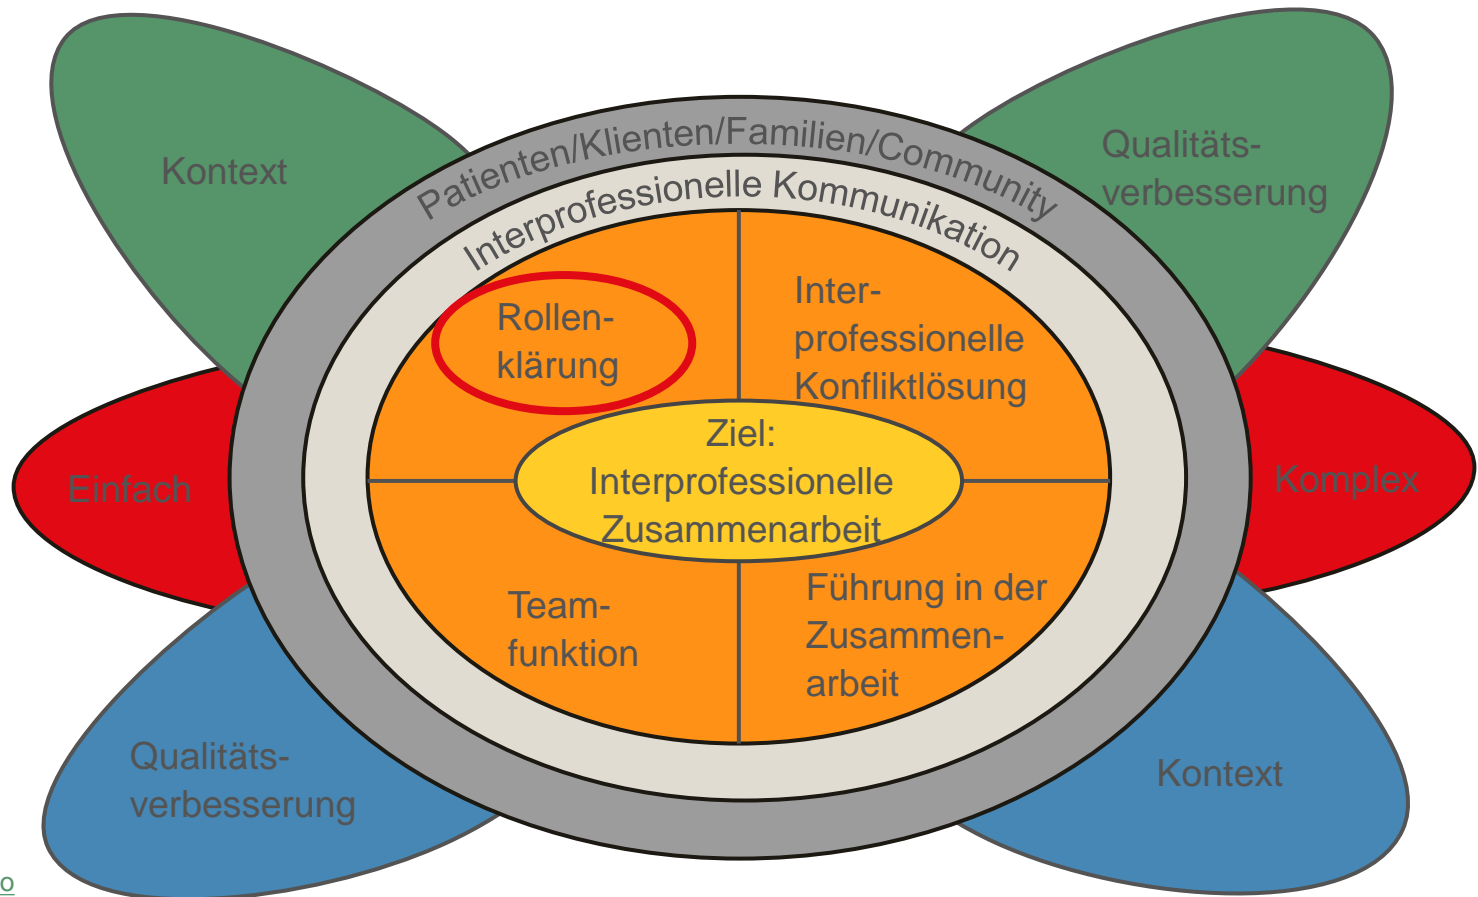 Patienten/Klienten/Familien/Community
Interprofessionelle Kommunikation
Kontext
Qualitäts-
verbesserung
Rollen-
klärung
Inter-
professionelle
Konfliktlösung
Ziel:
Interprofessionelle
Zusammenarbeit
Einfach
Komplex
Team-
funktion
Führung in der
Zusammen-
arbeit
Qualitäts-
verbesserung
Kontext
o